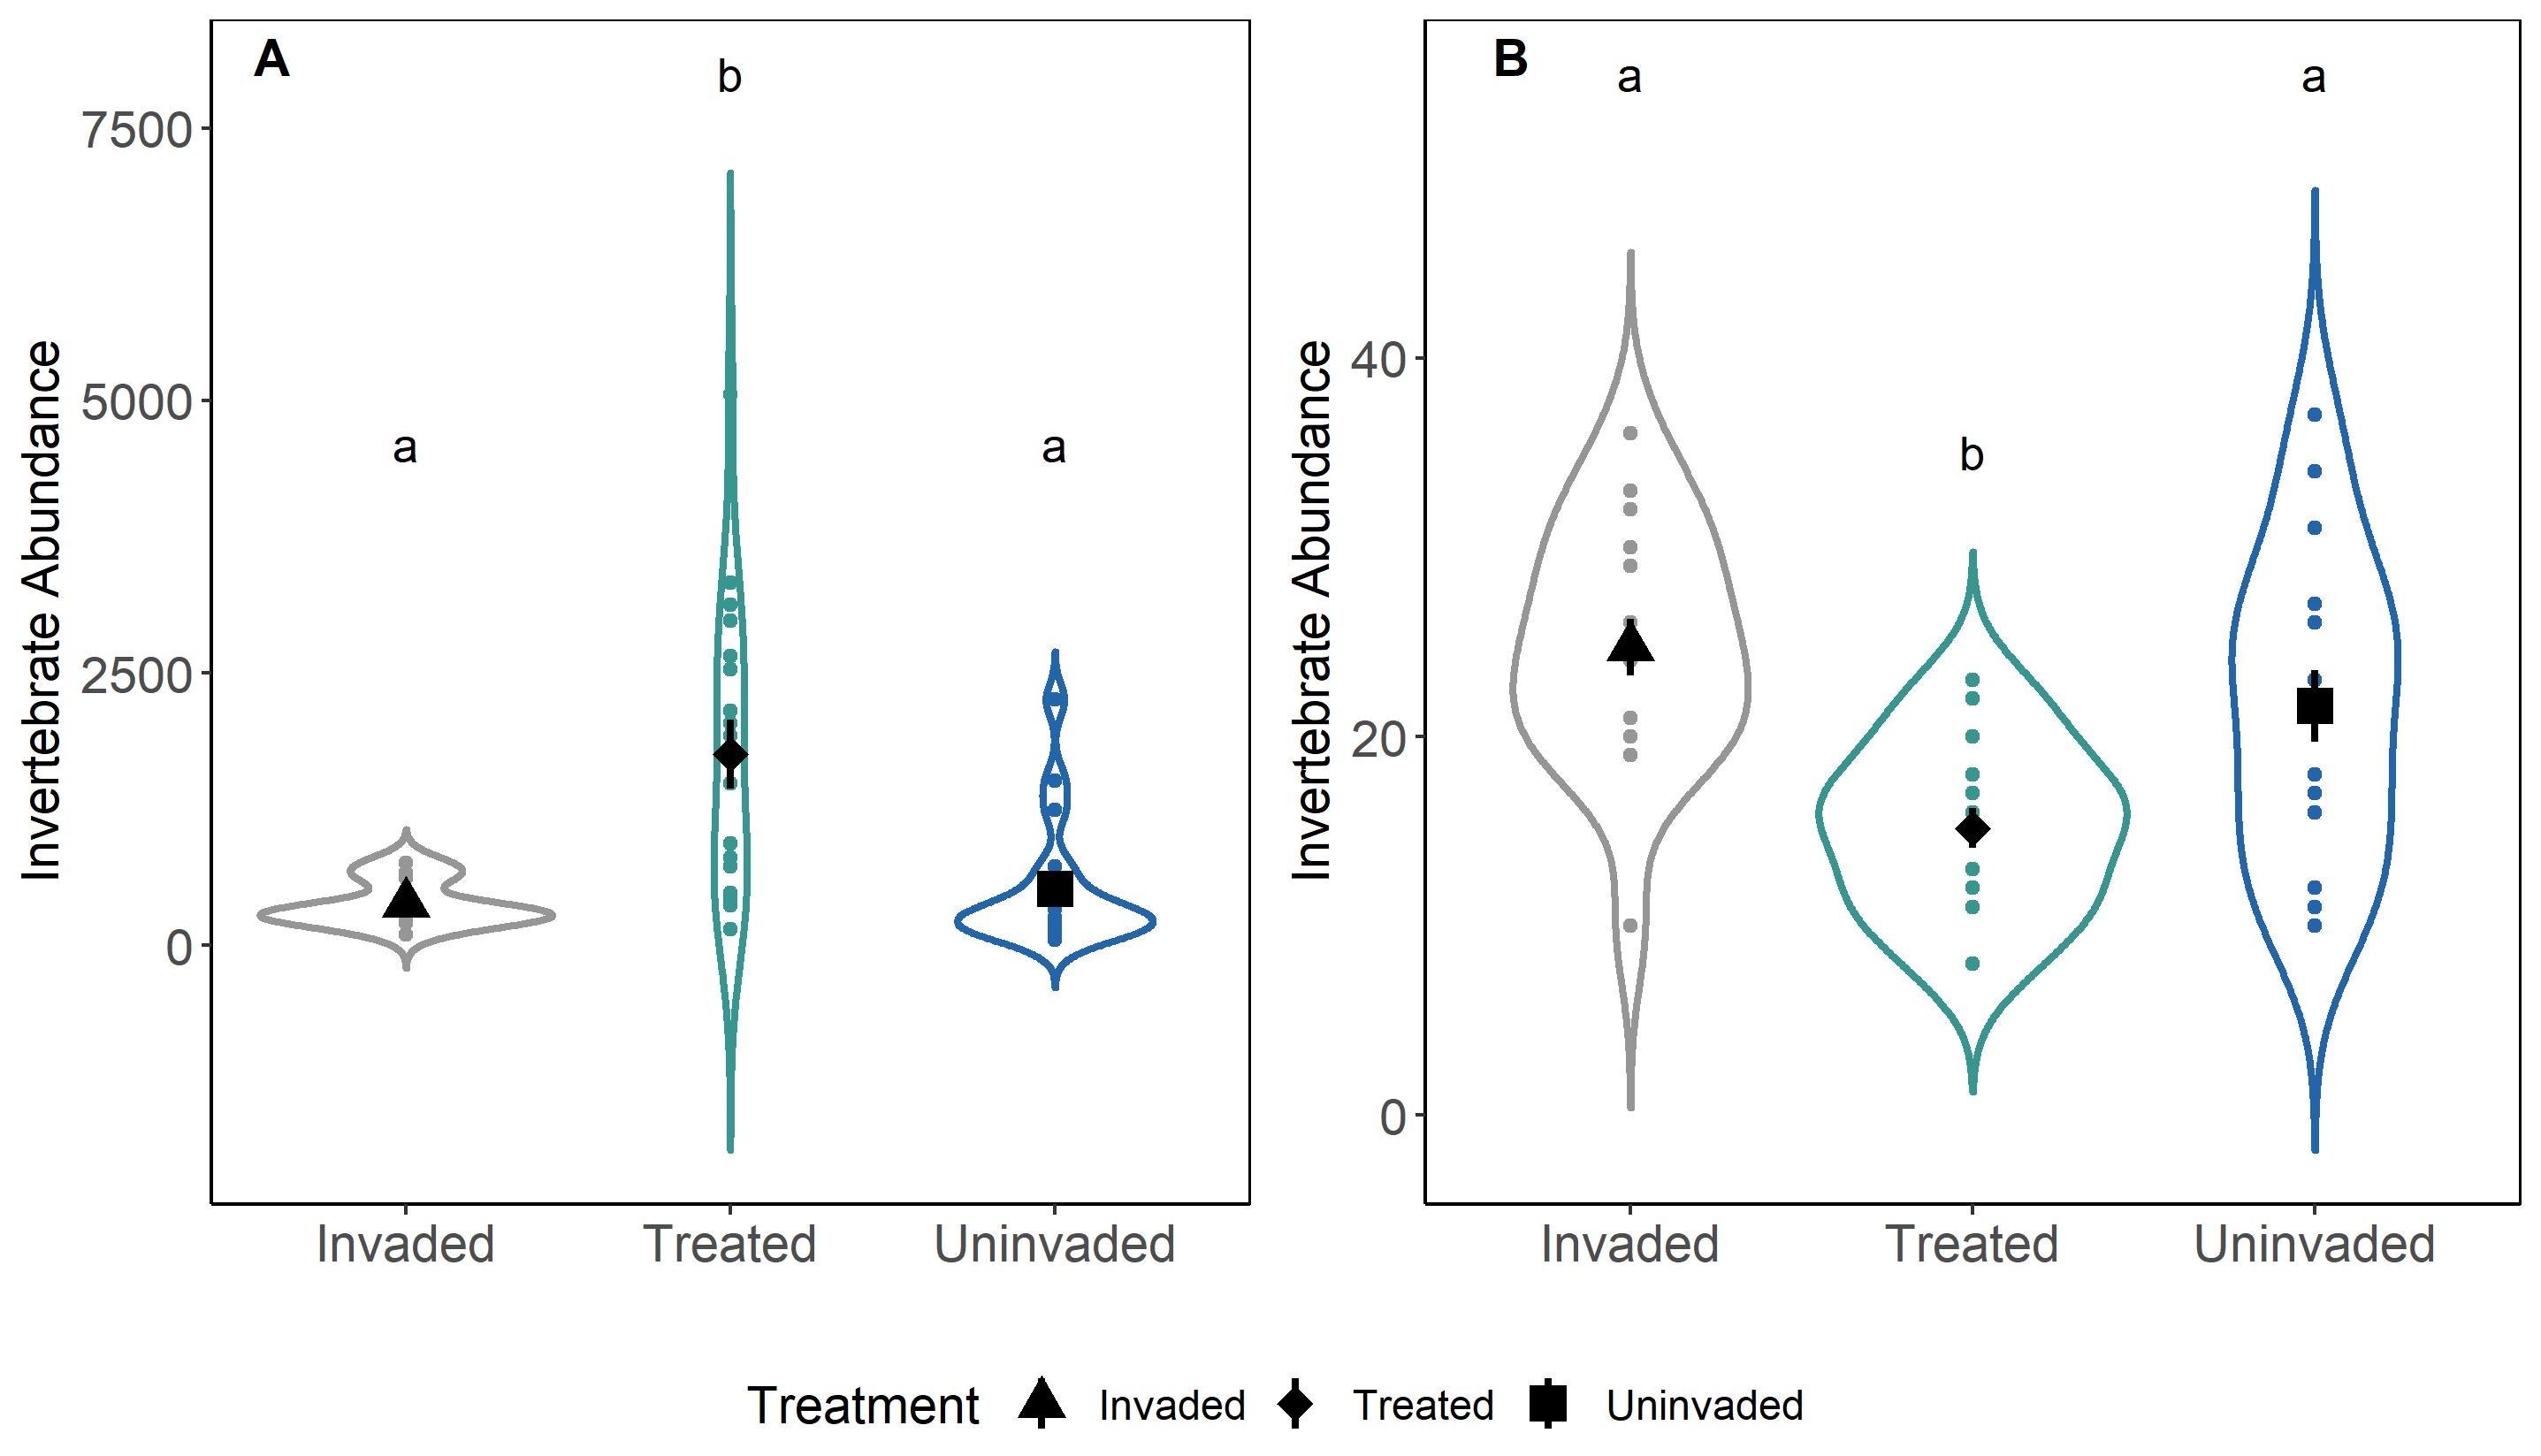 A
b
a
a
7500
5000
2500
0
Invertebrate Abundance
Invaded Treated Uninvaded
B
a
a
b
40
20
0
Invertebrate Abundance
Invaded Treated Uninvaded
Treatment Invaded Treated Uninvaded